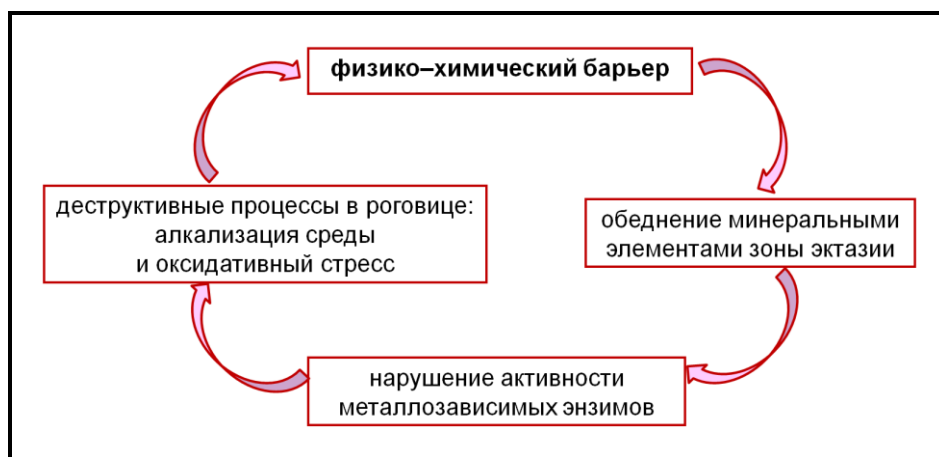 физико–химический барьер
деструктивные процессы в роговице:
алкализация среды
и оксидативный стресс
обеднение минеральными
элементами зоны эктазии
нарушение активности
металлозависимых энзимов